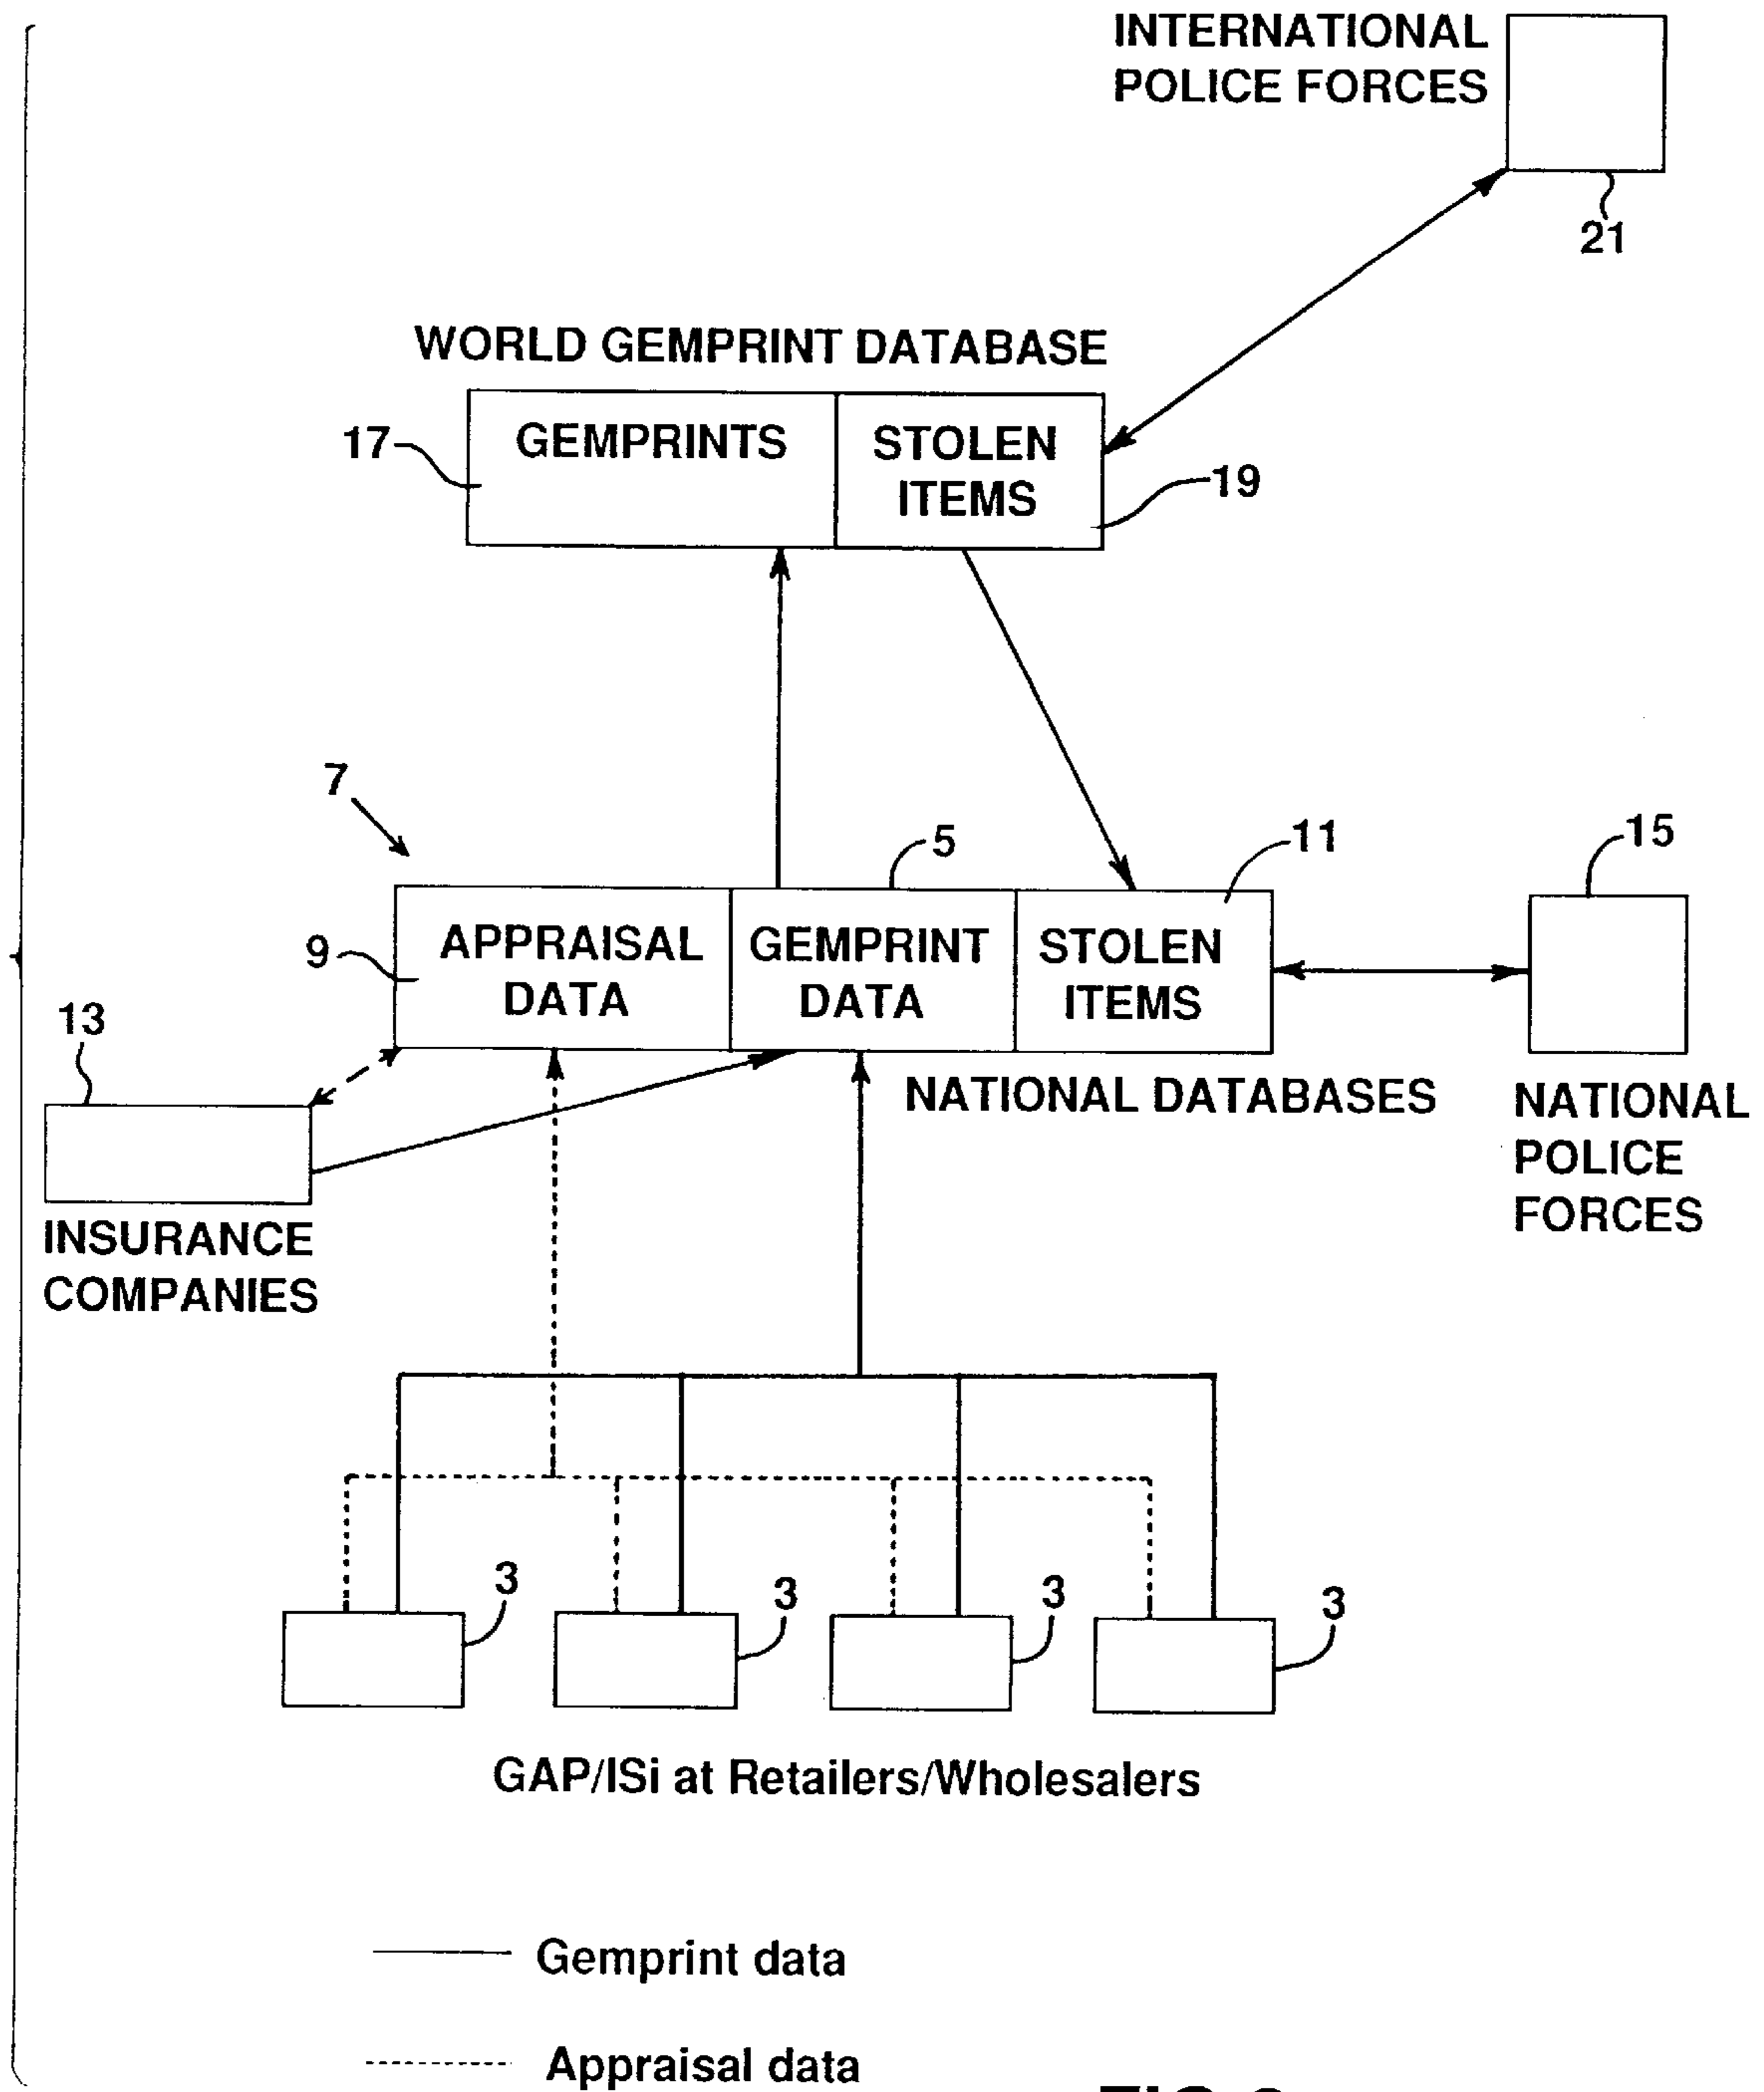 INTERNATIONAL
POLICE FORCES
21
WORLD GEMPRINT DATABASE
17
GEMPRINTS
STOLEN
ITEMS
19
7
5
11
15
9
APPRAISAL
DATA
GEMPRINT
DATA
STOLEN
ITEMS
13
NATIONAL DATABASES
NATIONAL
POLICE
FORCES
INSURANCE
COMPANIES
3
3
3
3
GAP/ISi at Retailers/Wholesalers
Gemprint data
Appraisal data